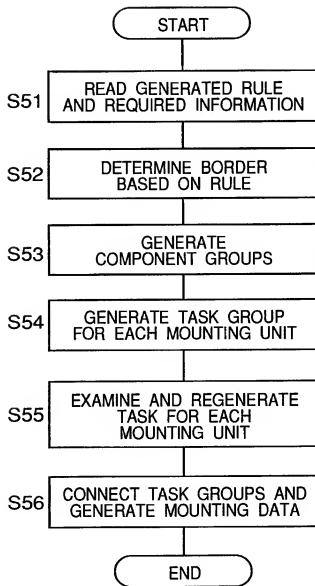 START
S51
READ GENERATED RULE
AND REQUIRED INFORMATION
S52
DETERMINE BORDER
BASED ON RULE
S53
GENERATE
COMPONENT GROUPS
S54
GENERATE TASK GROUP
FOR EACH MOUNTING UNIT
S55
EXAMINE AND REGENERATE
TASK FOR EACH
MOUNTING UNIT
S56
CONNECT TASK GROUPS AND
GENERATE MOUNTING DATA
END